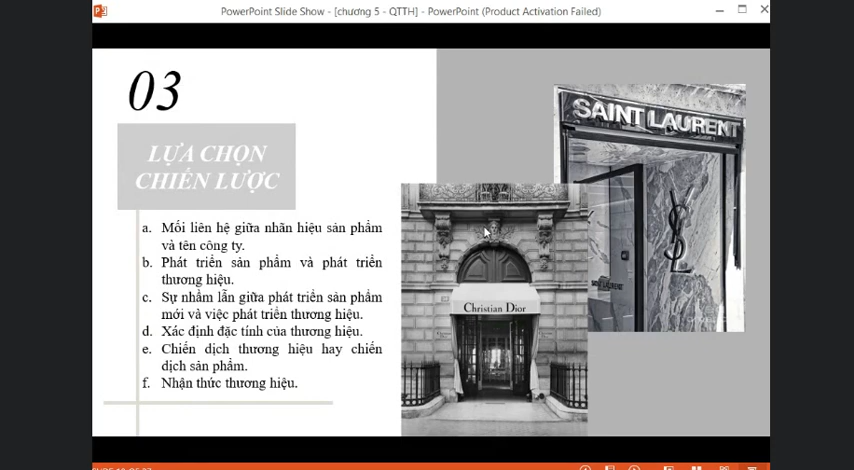 PowerPoint Slide Show - [chương 5 - QTTH] - PowerPoint (Product Activation Failed)
03
LỰA CHỌN
CHIẾN LƯỢC
a. Mối liên hệ giữa nhãn hiệu sản phẩm
và tên công ty.
b. Phát triển sản phẩm và phát triển
thương hiệu.
c. Sự nhầm lẫn giữa phát triển sản phẩm
mới và việc phát triển thương hiệu.
d. Xác định đặc tính của thương hiệu.
e. Chiến dịch thương hiệu hay chiến
dịch sản phẩm.
f. Nhận thức thương hiệu.
SAINT LAURENT
YSL
SAINT LAURENT
Christian Dior